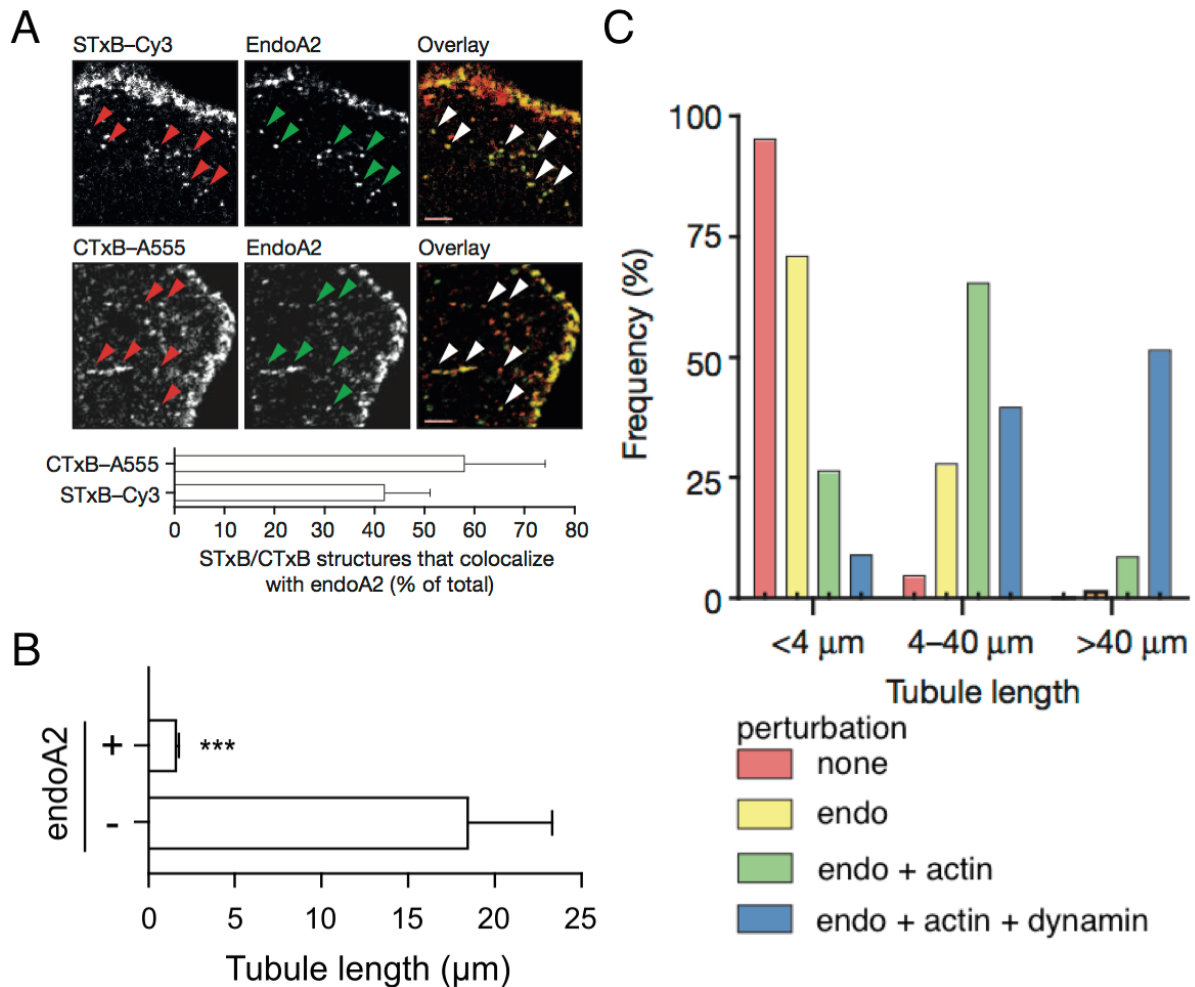 A
STxB–Cy3 EndoA2 Overlay
CTxB–A555 EndoA2 Overlay
CTxB–A555
STxB–Cy3
0 10 20 30 40 50 60 70 80
STxB/CTxB structures that colocalize
with endoA2 (% of total)
B
endoA2
+
***
-
0 5 10 15 20 25
Tubule length (μm)
C
Frequency (%)
100
75
50
25
0
<4 μm 4–40 μm >40 μm
Tubule length
perturbation
none
endo
endo + actin
endo + actin + dynamin